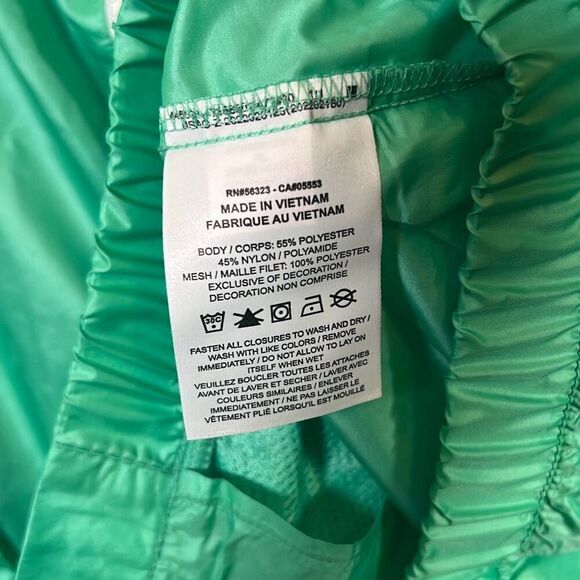 RN#56323 - CA#05553
MADE IN VIETNAM
FABRIQUE AU VIETNAM
BODY / CORPS: 55% POLYESTER
45% NYLON / POLYAMIDE
MESH / MAILLE FILET: 100% POLYESTER
EXCLUSIVE OF DECORATION /
DECORATION NON COMPRISE
30C
FASTEN ALL CLOSURES TO WASH AND DRY /
WASH WITH LIKE COLORS / REMOVE
IMMEDIATELY / DO NOT ALLOW TO LAY ON
ITSELF WHEN WET
VEUILLEZ BOUCLER TOUTES LES ATTACHES
AVANT DE LAVER ET SECHER / LAVER AVEC
COULEURS SIMILAIRES / ENLEVER
IMMEDIATEMENT / NE PAS LAISSER LE
VÊTEMENT PLIÉ LORSQU'IL EST MOUILLÉ